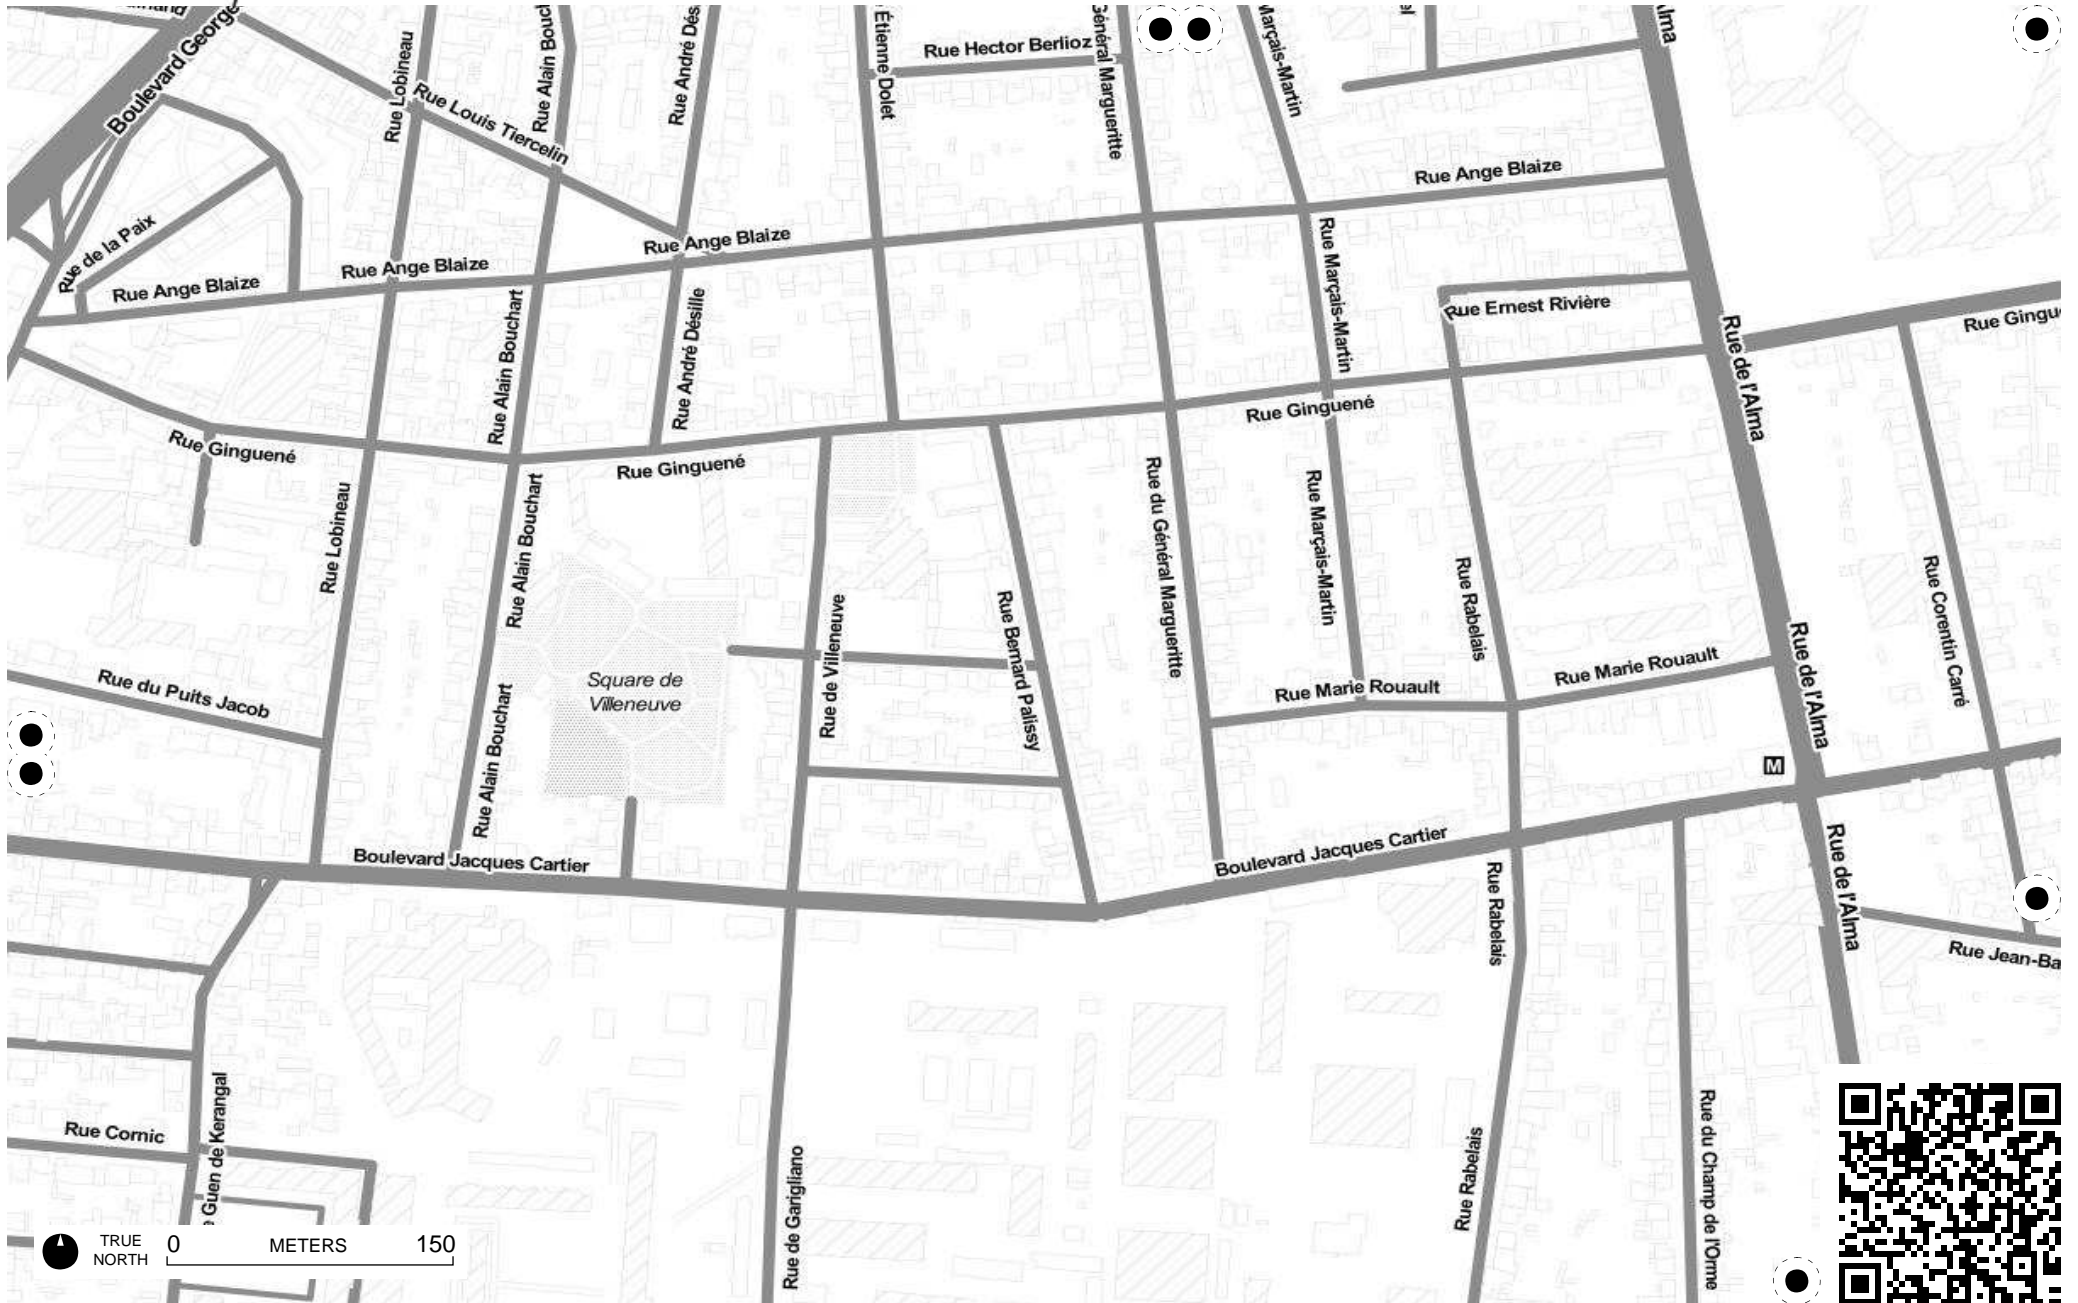 Boulevard George
Rue Lobineau
Rue Louis Tiercelin
Rue Alain Bouch
Rue André Dés
Étienne Dolet
Rue Hector Berlioz
Général Margueritte
Marçais-Martin
lma
Rue Ange Blaize
Rue de la Paix
Rue Ange Blaize
Rue Ange Blaize
Rue Ange Blaize
Rue Alain Bouchart
Rue André Désille
Rue Marçais-Martin
Rue Ernest Rivière
Rue de l'Alma
Rue Gingu
Rue Ginguené
Rue Ginguené
Rue Ginguené
Rue Lobineau
Rue Alain Bouchart
Rue du Général Margueritte
Rue Marçais-Martin
Rue Rabelais
Rue Corentin Carré
Rue de Villeneuve
Rue Bernard Palissy
Rue Marie Rouault
Rue Marie Rouault
Rue de l'Alma
Square de
Villeneuve
Rue du Puits Jacob
Rue Alain Bouchart
M
Boulevard Jacques Cartier
Boulevard Jacques Cartier
Rue Rabelais
Rue de l'Alma
Rue Jean-Ba
Rue Cornic
e Guen de Kerangal
Rue de Garigliano
Rue Rabelais
Rue du Champ de l'Orme
TRUE
NORTH
0 METERS 150